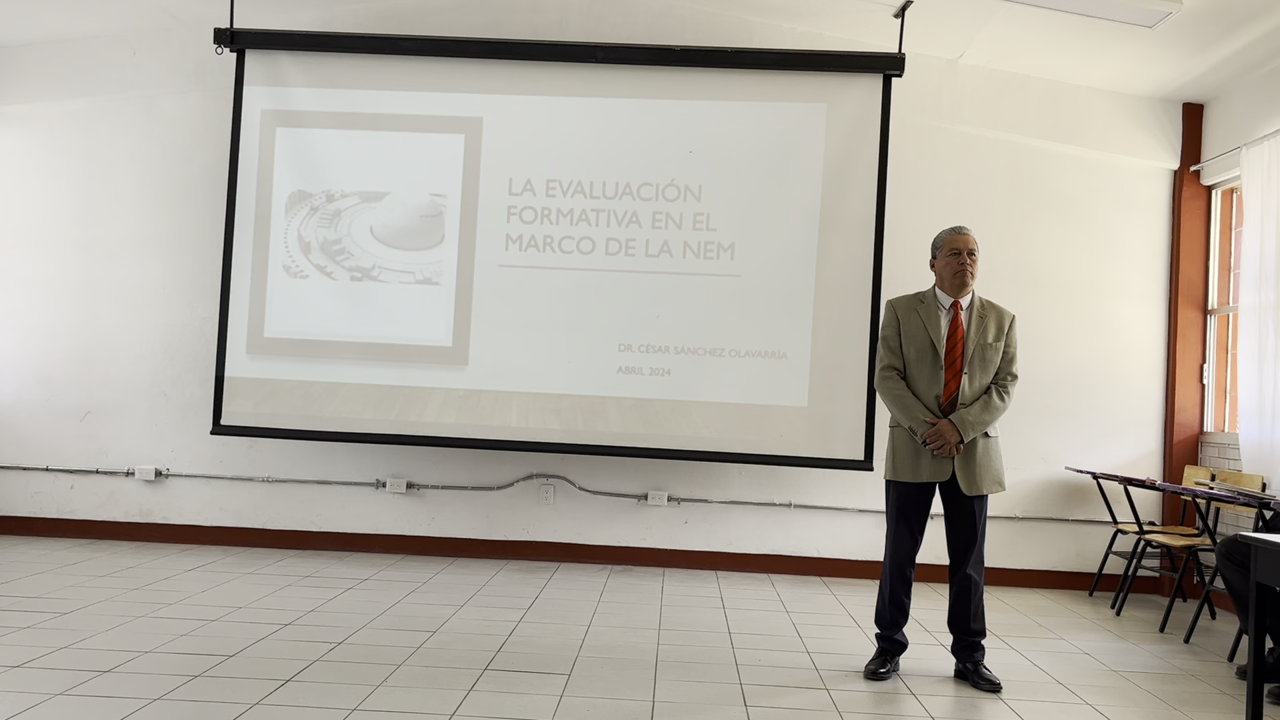 LA EVALUACIÓN
FORMATIVA EN EL
MARCO DE LA NEM
DR. CÉSAR SÁNCHEZ OLAVARRÍA
ABRIL 2024